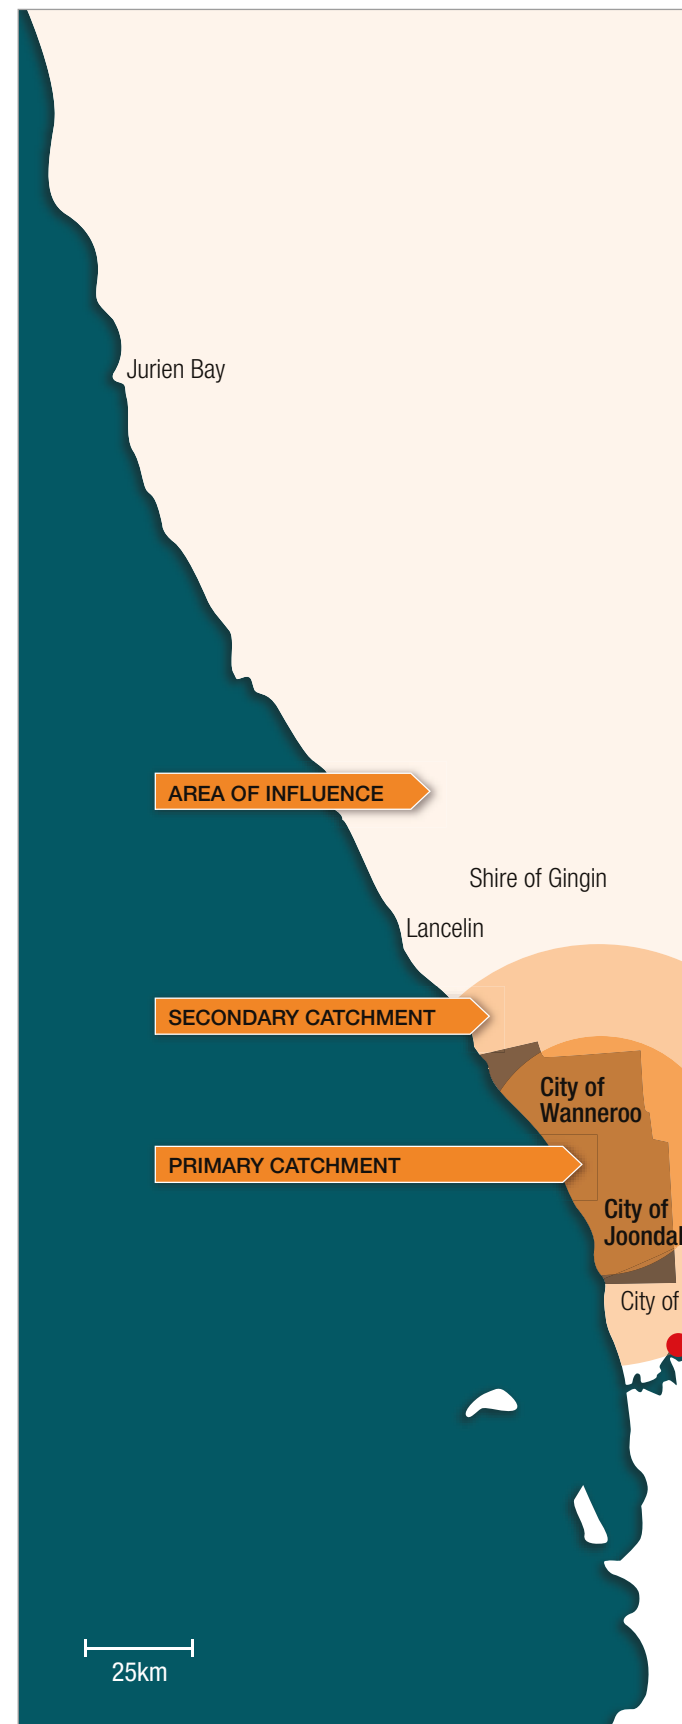 Jurien Bay
AREA OF INFLUENCE
Shire of Gingin
Lancelin
SECONDARY CATCHMENT
City of
Wanneroo
PRIMARY CATCHMENT
City of
Joondal
City of
25km